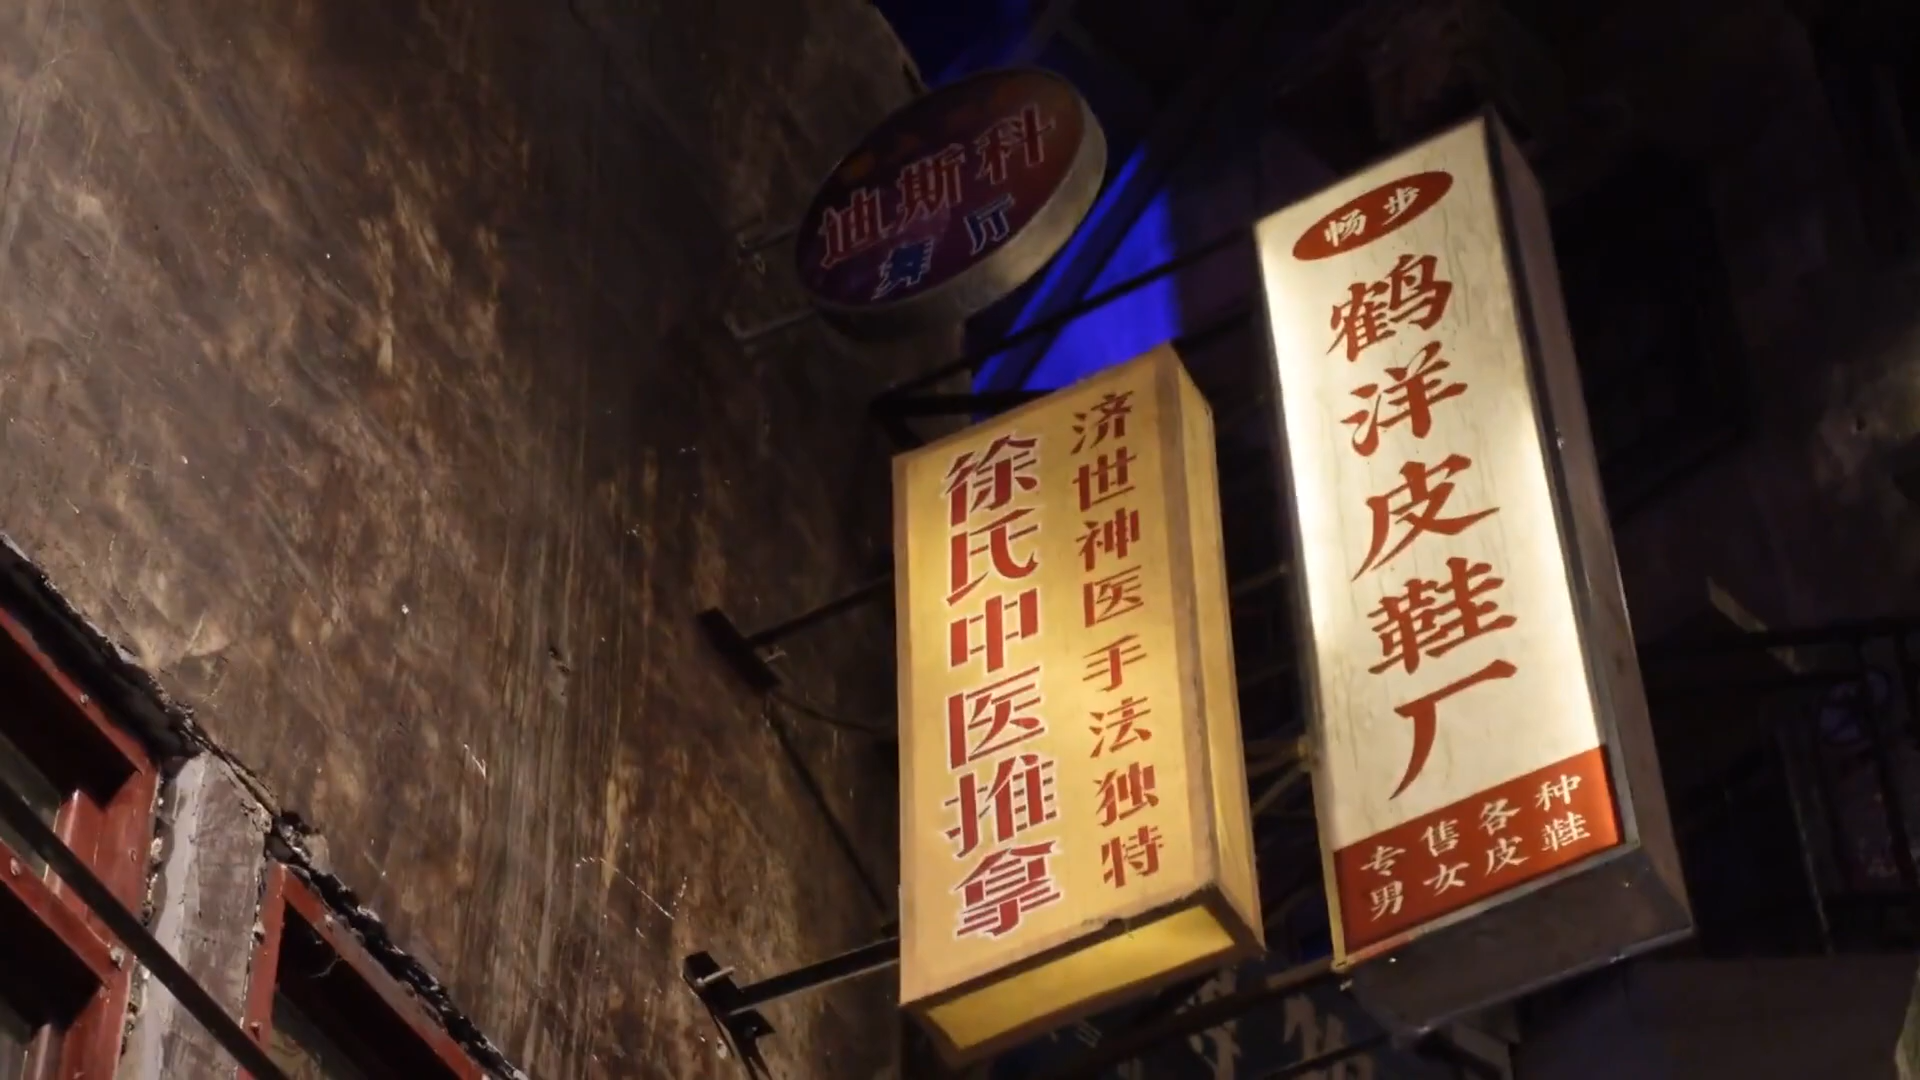 迪斯科
舞厅
济世神医手法独特
徐氏中医推拿
畅步
鹤洋皮鞋厂
专售各种
男女皮鞋